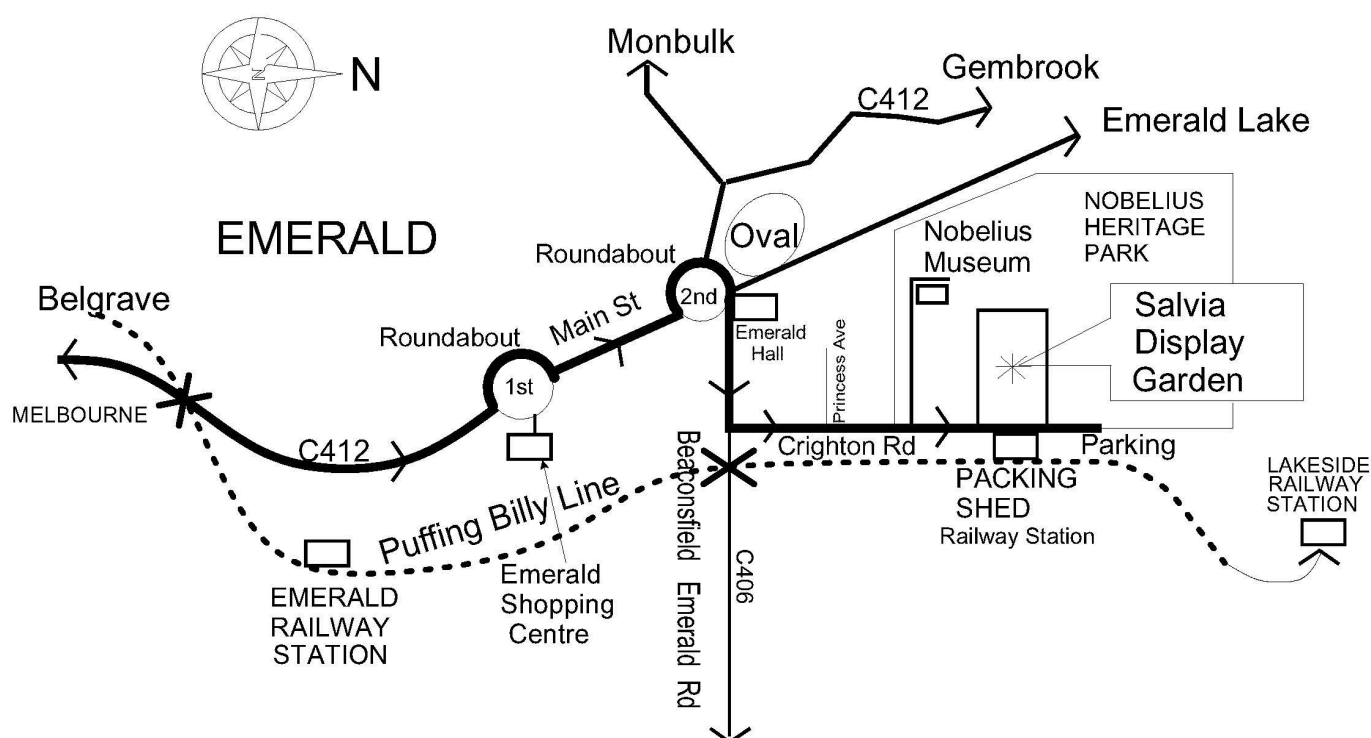 Monbulk
Gembrook
C412
Emerald Lake
N
N
EMERALD
Roundabout
Oval
2nd
Nobelius
Museum
NOBELIUS
HERITAGE
PARK
Belgrave
Roundabout
Main St
Emerald
Hall
Princess Ave
Salvia
Display
Garden
1st
MELBOURNE
C412
Crighton Rd
Parking
Beaconsfield Emerald Rd
C406
Puffing Billy Line
PACKING
SHED
Railway Station
LAKESIDE
RAILWAY
STATION
EMERALD
RAILWAY
STATION
Emerald
Shopping
Centre